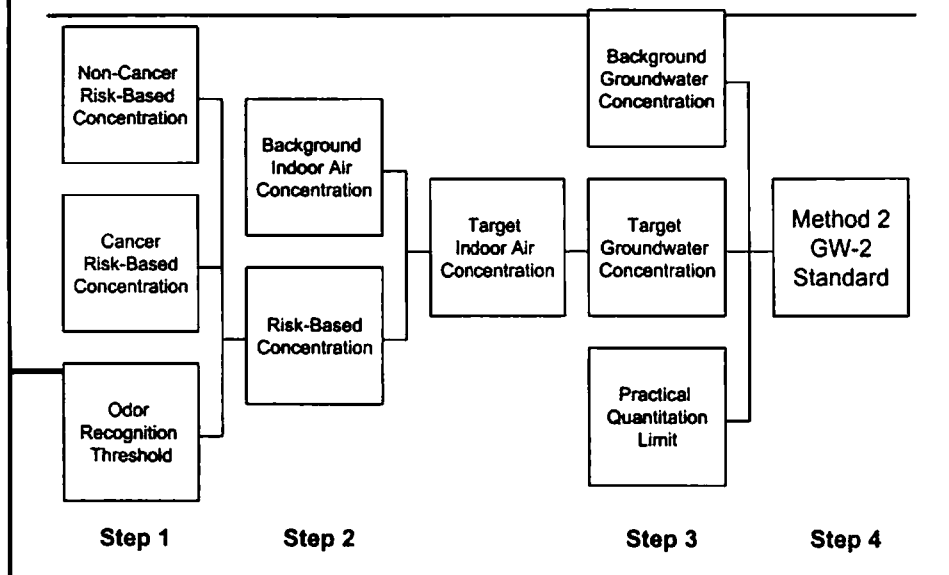 Non-Cancer
Risk-Based
Concentration
Cancer
Risk-Based
Concentration
Odor
Recognition
Threshold
Background
Indoor Air
Concentration
Risk-Based
Concentration
Target
Indoor Air
Concentration
Background
Groundwater
Concentration
Target
Groundwater
Concentration
Practical
Quantitation
Limit
Method 2
GW-2
Standard
Step 1
Step 2
Step 3
Step 4